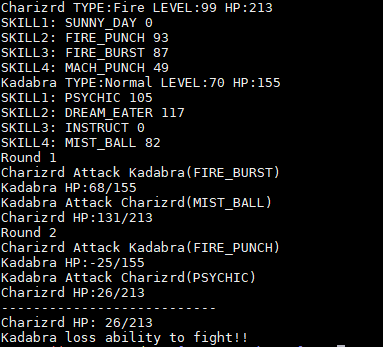 Charizrd TYPE:Fire LEVEL:99 HP:213
SKILL1: SUNNY_DAY 0
SKILL2: FIRE_PUNCH 93
SKILL3: FIRE_BURST 87
SKILL4: MACH_PUNCH 49
Kadabra TYPE:Normal LEVEL:70 HP:155
SKILL1: PSYCHIC 105
SKILL2: DREAM_EATER 117
SKILL3: INSTRUCT 0
SKILL4: MIST_BALL 82
Round 1
Charizrd Attack Kadabra(FIRE_BURST)
Kadabra HP:68/155
Kadabra Attack Charizrd(MIST_BALL)
Charizrd HP:131/213
Round 2
Charizrd Attack Kadabra(FIRE_PUNCH)
Kadabra HP:-25/155
Kadabra Attack Charizrd(PSYCHIC)
Charizrd HP:26/213
---------------------------
Charizrd HP: 26/213
Kadabra loss ability to fight!!